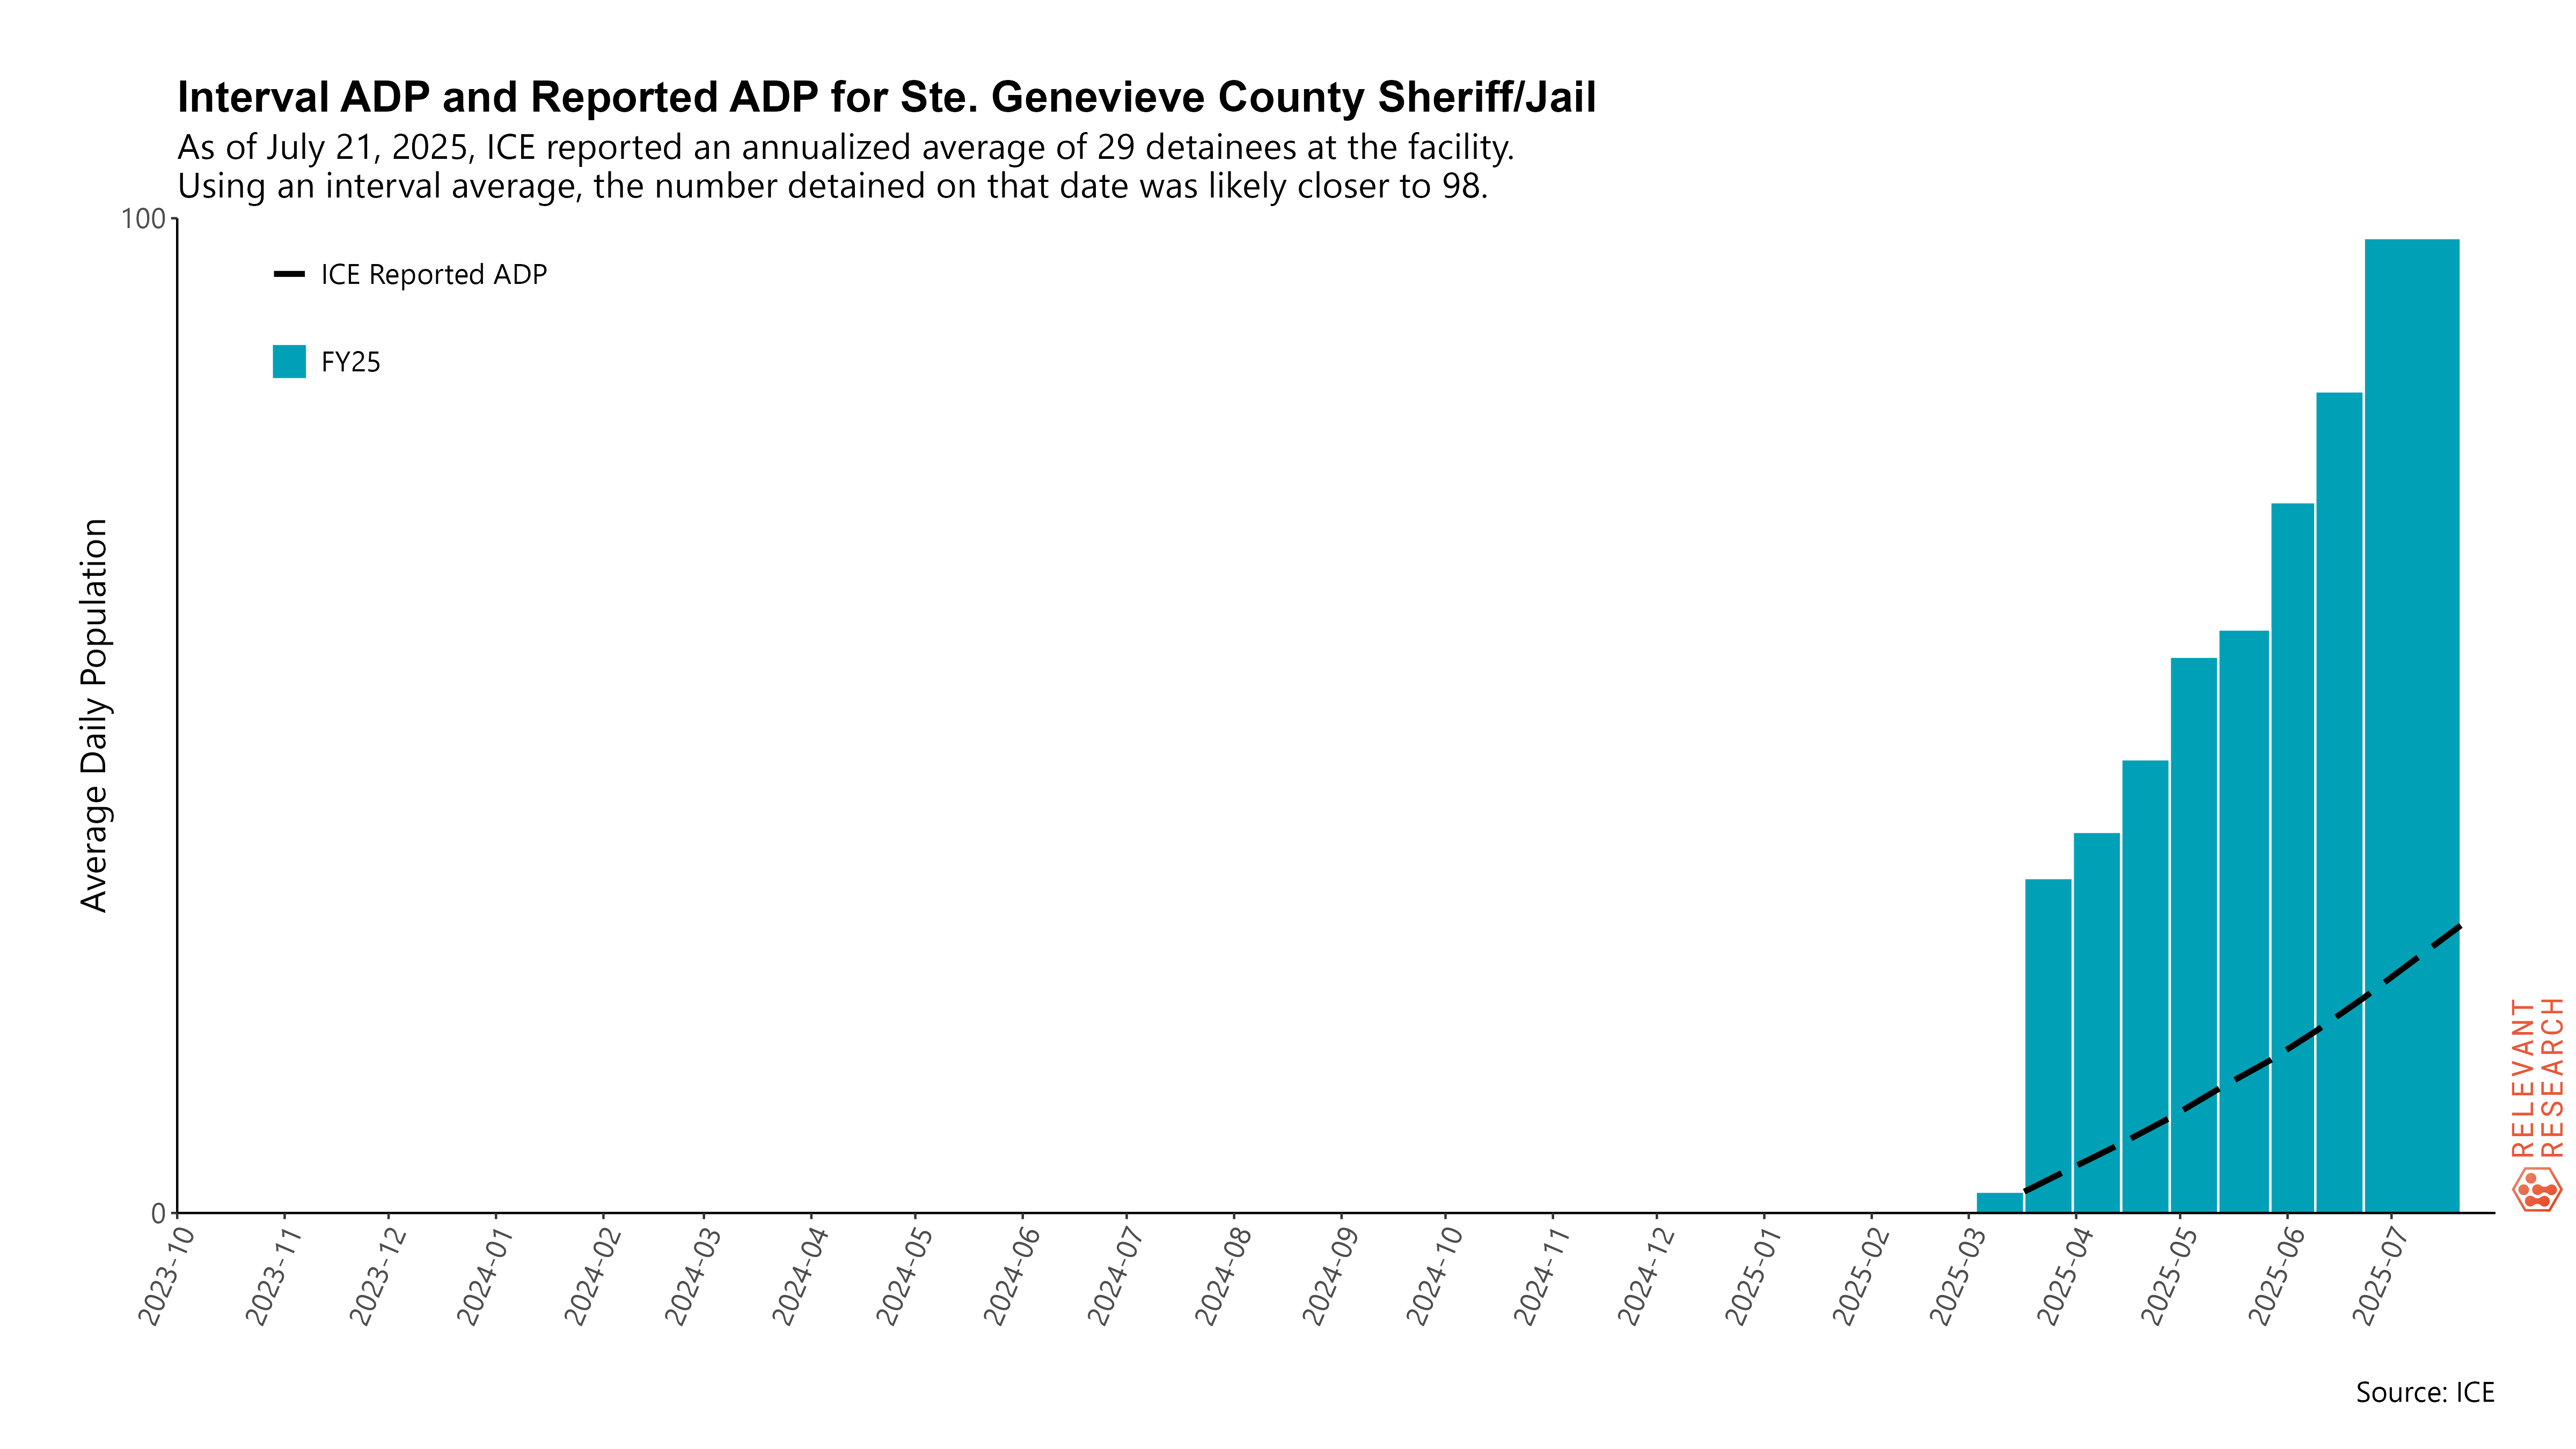 Interval ADP and Reported ADP for Ste. Genevieve County Sheriff/Jail
As of July 21, 2025, ICE reported an annualized average of 29 detainees at the facility.
Using an interval average, the number detained on that date was likely closer to 98.
100
ICE Reported ADP
FY25
Average Daily Population
0
2023-10
2023-11
2023-12
2024-01
2024-02
2024-03
2024-04
2024-05
2024-06
2024-07
2024-08
2024-09
2024-10
2024-11
2024-12
2025-01
2025-02
2025-03
2025-04
2025-05
2025-06
2025-07
RELEVANT
RESEARCH
Source: ICE